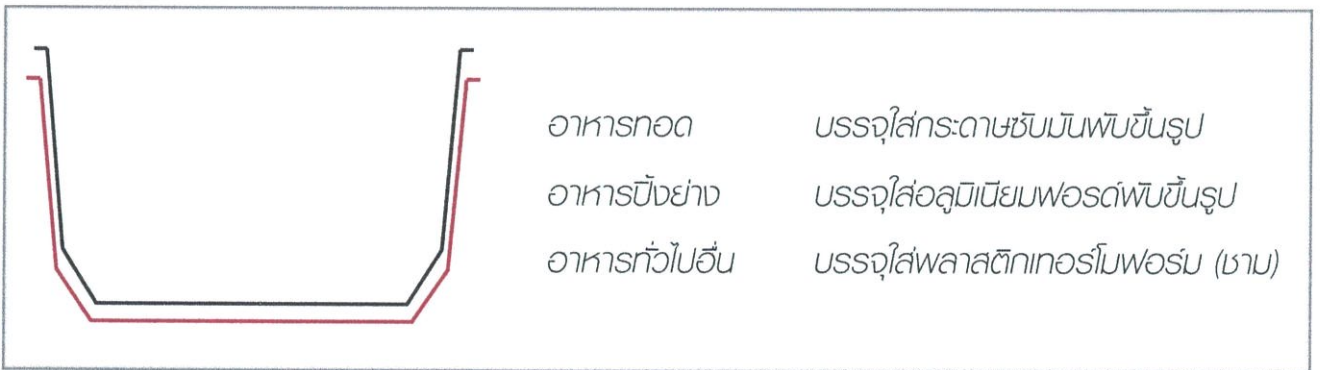 อาหารทอด บรรจุใส่กระดาษซับมันพับขึ้นรูป
อาหารปิ้งย่าง บรรจุใส่อลูมิเนียมฟอรด์พับขึ้นรูป
อาหารทั่วไปอื่น บรรจุใส่พลาสติกเทอร์โมฟอร์ม (ชาม)